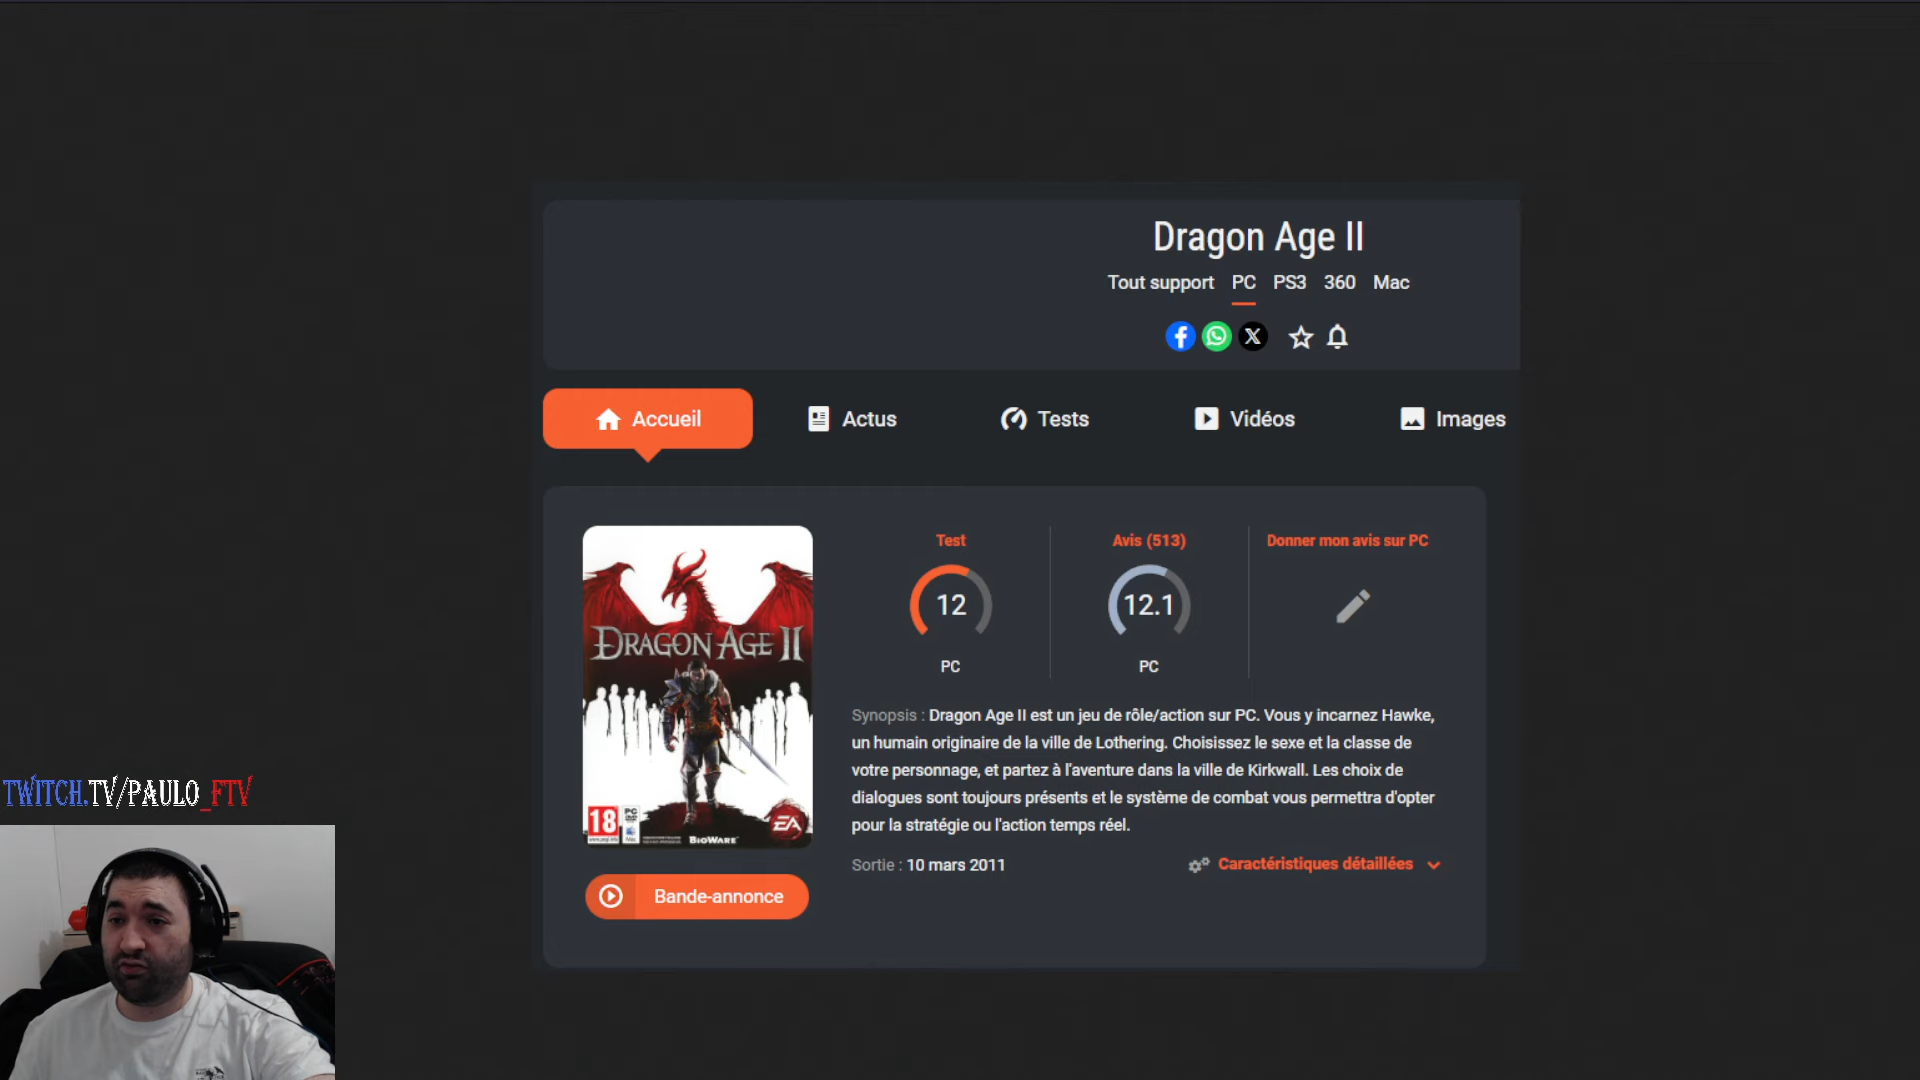 Dragon Age II
Tout support PC PS3 360 Mac
Accueil Actus Tests Vidéos Images
Test
12
PC
Avis (513)
12.1
PC
Donner mon avis sur PC
DRAGON AGE II
18
PC
BIOWARE
EA
Synopsis : Dragon Age II est un jeu de rôle/action sur PC. Vous y incarnez Hawke,
un humain originaire de la ville de Lothering. Choisissez le sexe et la classe de
votre personnage, et partez à l'aventure dans la ville de Kirkwall. Les choix de
dialogues sont toujours présents et le système de combat vous permettra d'opter
pour la stratégie ou l'action temps réel.
Sortie : 10 mars 2011
Caractéristiques détaillées
Bande-annonce
TWITCH.TV/PAULO_FTV